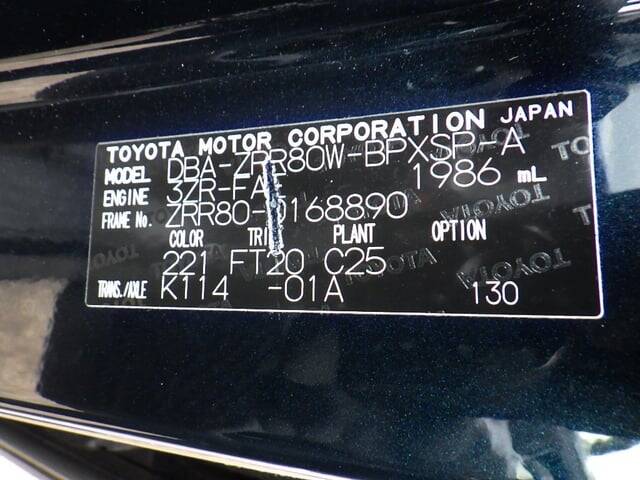 TOYOTA MOTOR CORPORATION JAPAN
MODEL DBA-ZRR80W-BPXSP-A
ENGINE 3ZR-FA 1986 mL
FRAME No. ZRR80-0168890
COLOR TRIM PLANT OPTION
221 FT20 C25
TRANS./AXLE K114 -01A 130